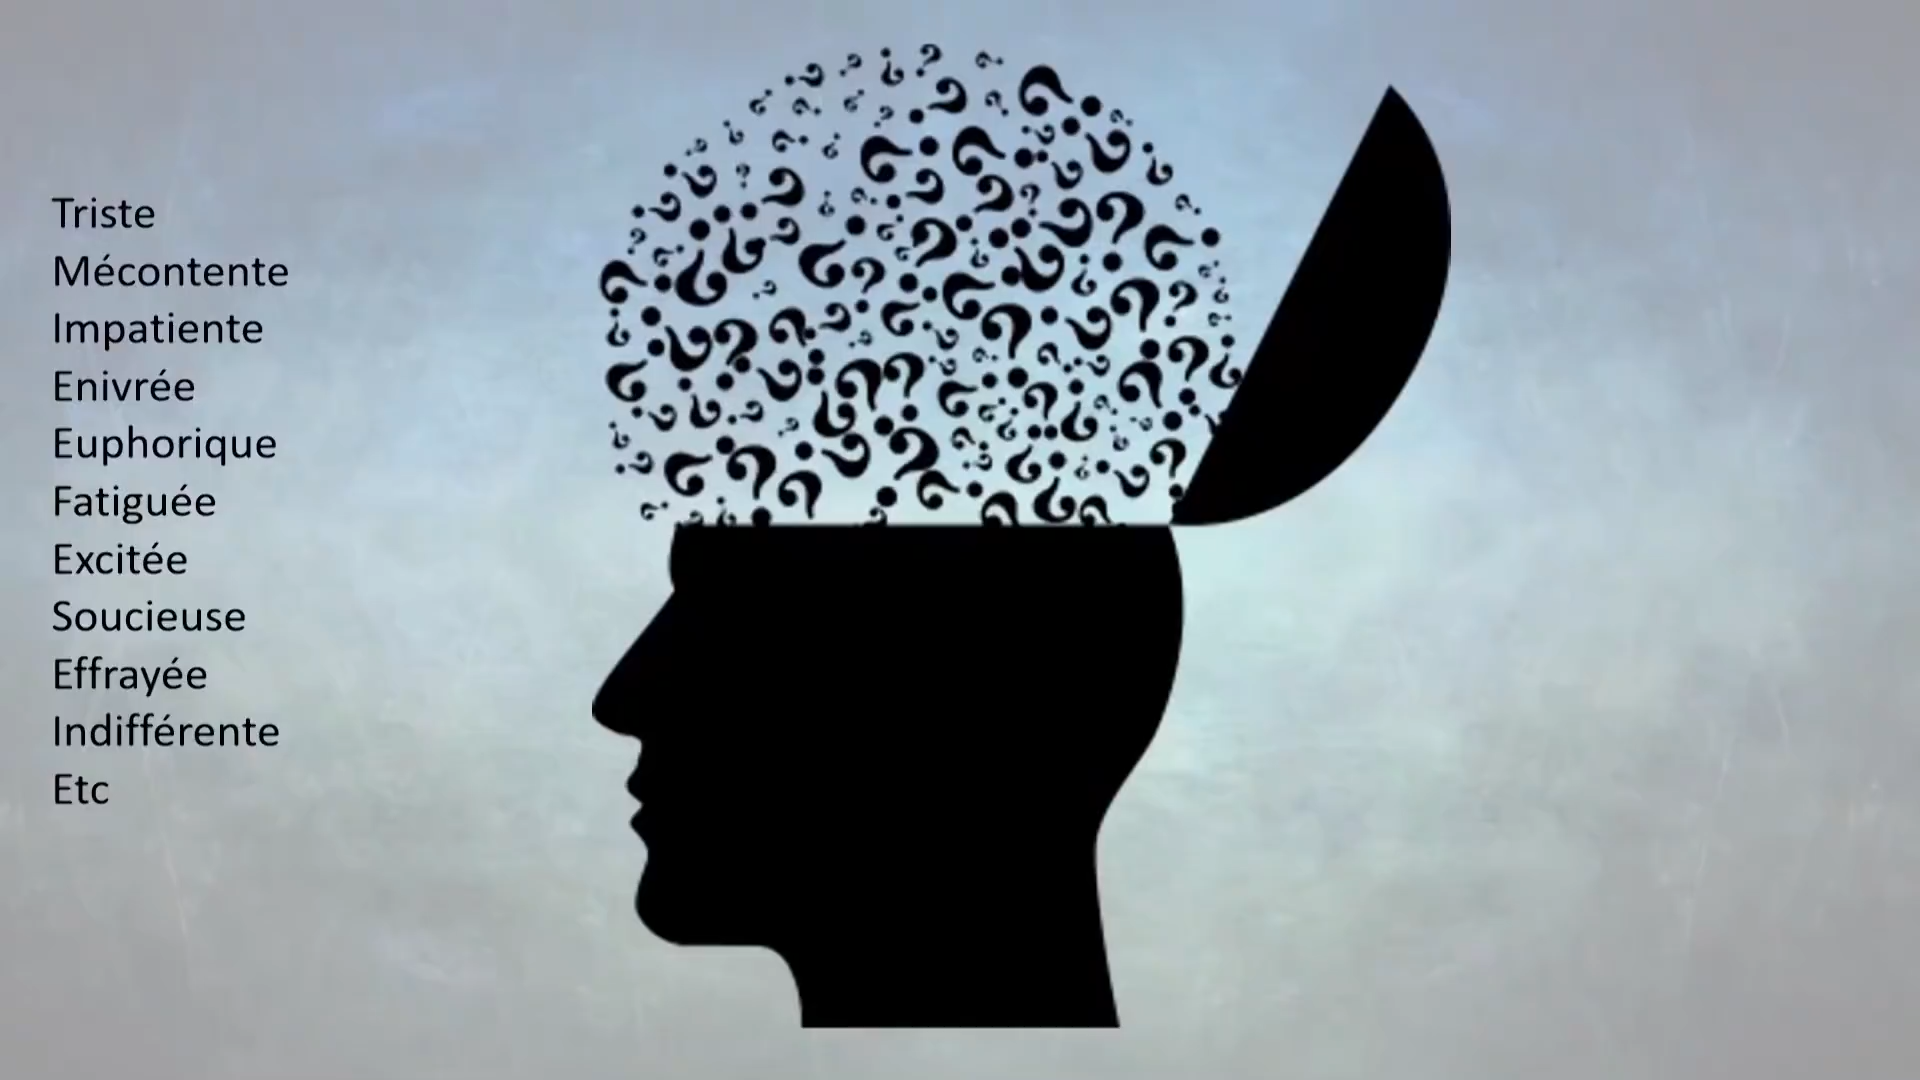 Triste
Mécontente
Impatiente
Enivrée
Euphorique
Fatiguée
Excitée
Soucieuse
Effrayée
Indifférente
Etc